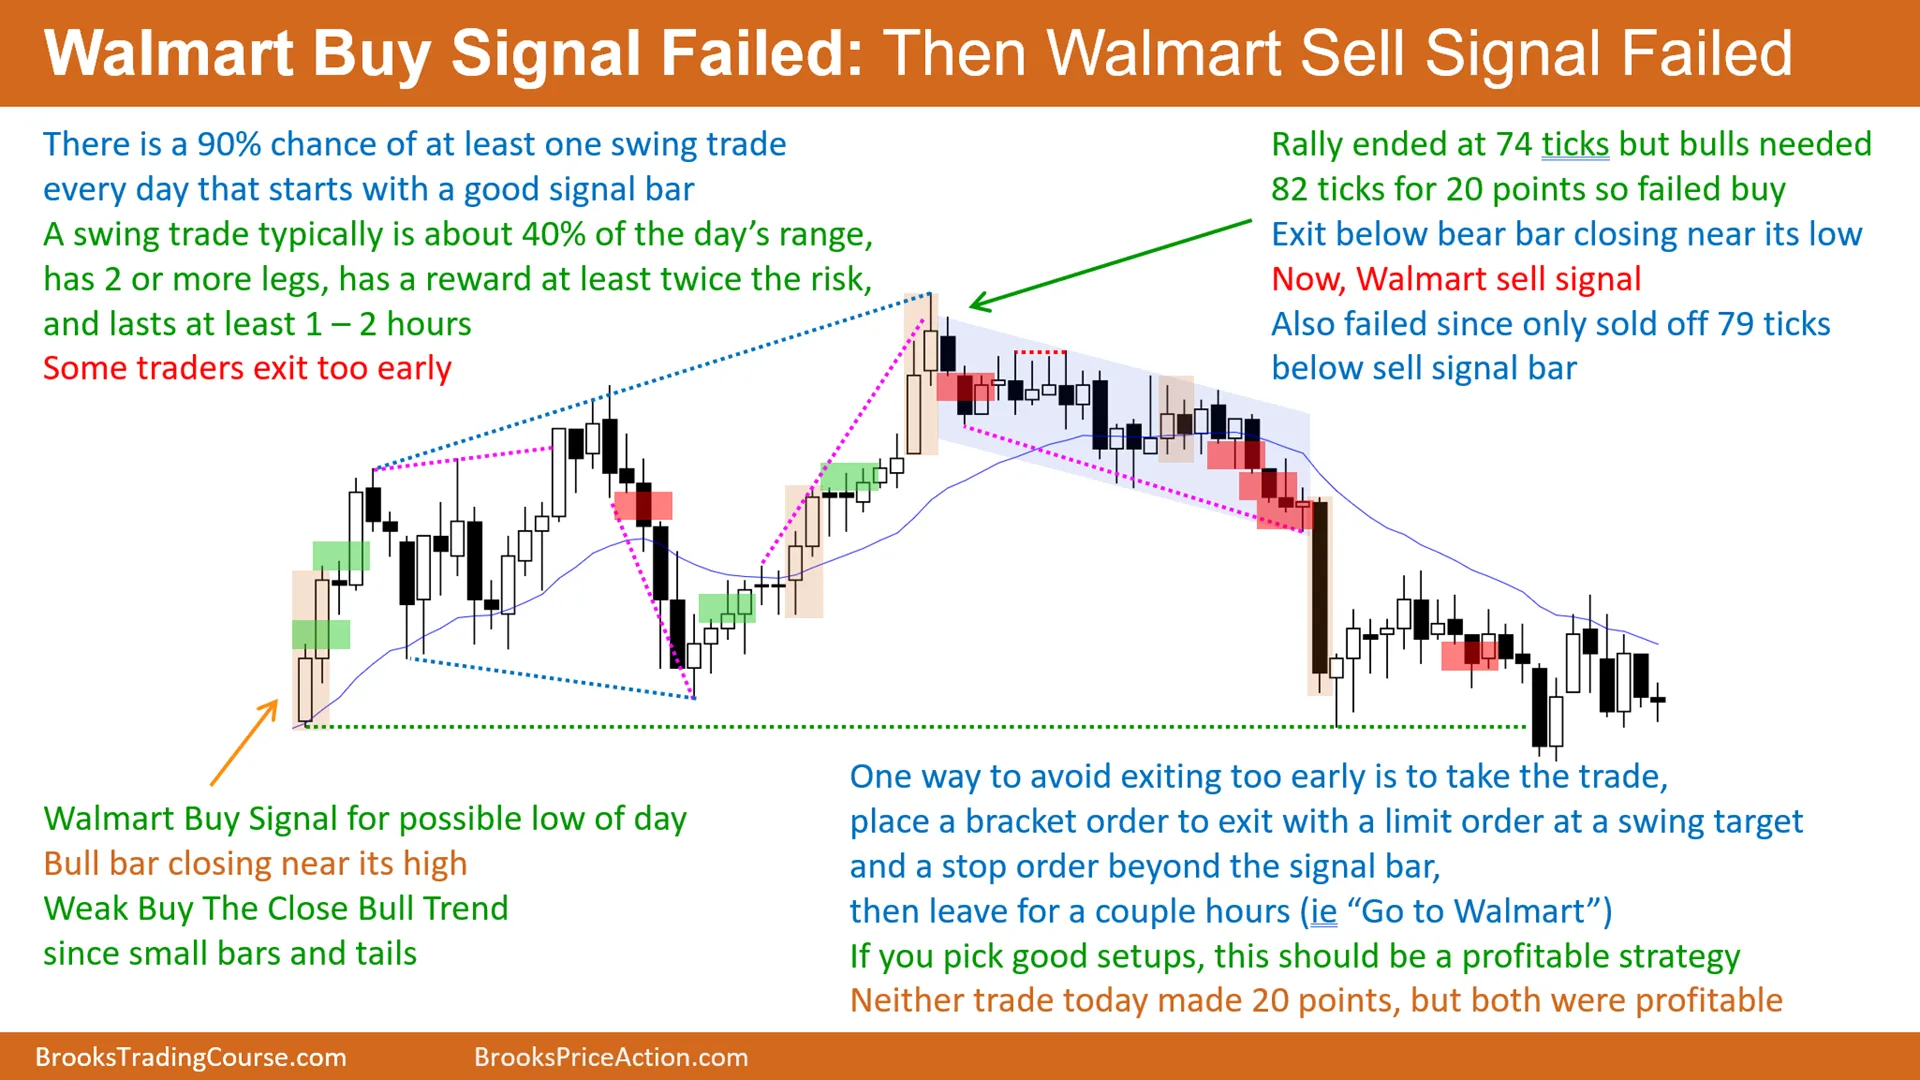 Walmart Buy Signal Failed: Then Walmart Sell Signal Failed
There is a 90% chance of at least one swing trade
every day that starts with a good signal bar
A swing trade typically is about 40% of the day’s range,
has 2 or more legs, has a reward at least twice the risk,
and lasts at least 1 – 2 hours
Some traders exit too early
Rally ended at 74 ticks but bulls needed
82 ticks for 20 points so failed buy
Exit below bear bar closing near its low
Now, Walmart sell signal
Also failed since only sold off 79 ticks
below sell signal bar
Walmart Buy Signal for possible low of day
Bull bar closing near its high
Weak Buy The Close Bull Trend
since small bars and tails
One way to avoid exiting too early is to take the trade,
place a bracket order to exit with a limit order at a swing target
and a stop order beyond the signal bar,
then leave for a couple hours (ie “Go to Walmart”)
If you pick good setups, this should be a profitable strategy
Neither trade today made 20 points, but both were profitable
BrooksTradingCourse.com
BrooksPriceAction.com